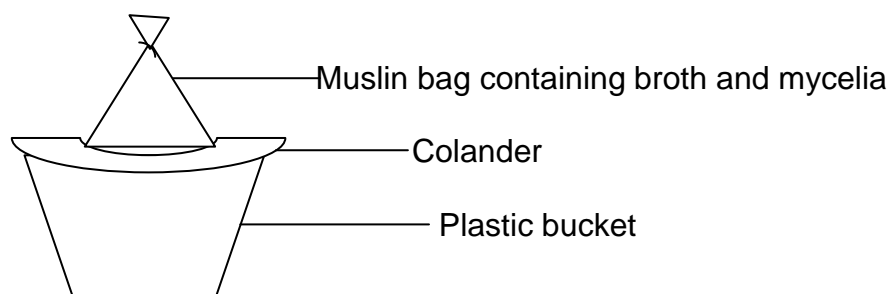 Muslin bag containing broth and mycelia
Colander
Plastic bucket